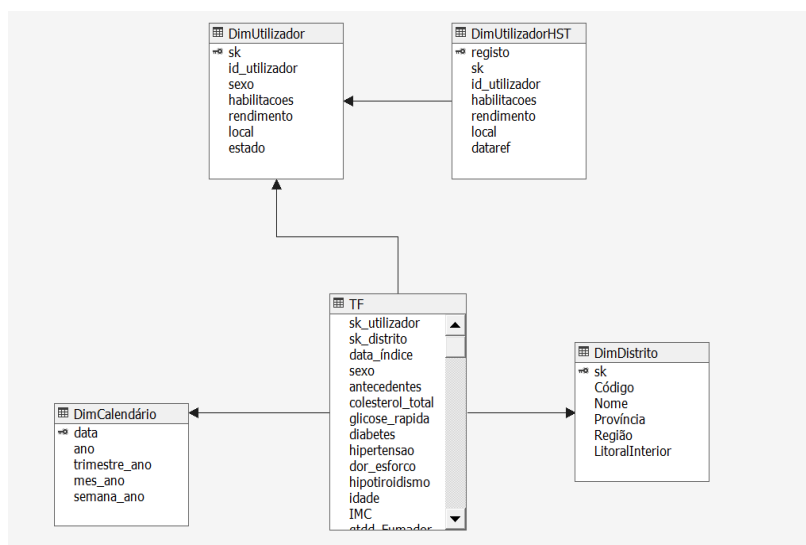 DimUtilizador
sk
id_utilizador
sexo
habilitacoes
rendimento
local
estado
DimUtilizadorHST
registo
sk
id_utilizador
habilitacoes
rendimento
local
dataref
TF
sk_utilizador
sk_distrito
data_índice
sexo
antecedentes
colesterol_total
glicose_rapida
diabetes
hipertensao
dor_esforco
hipotiroidismo
idade
IMC
qtdd_Fumador
DimDistrito
sk
Código
Nome
Província
Região
LitoralInterior
DimCalendário
data
ano
trimestre_ano
mes_ano
semana_ano